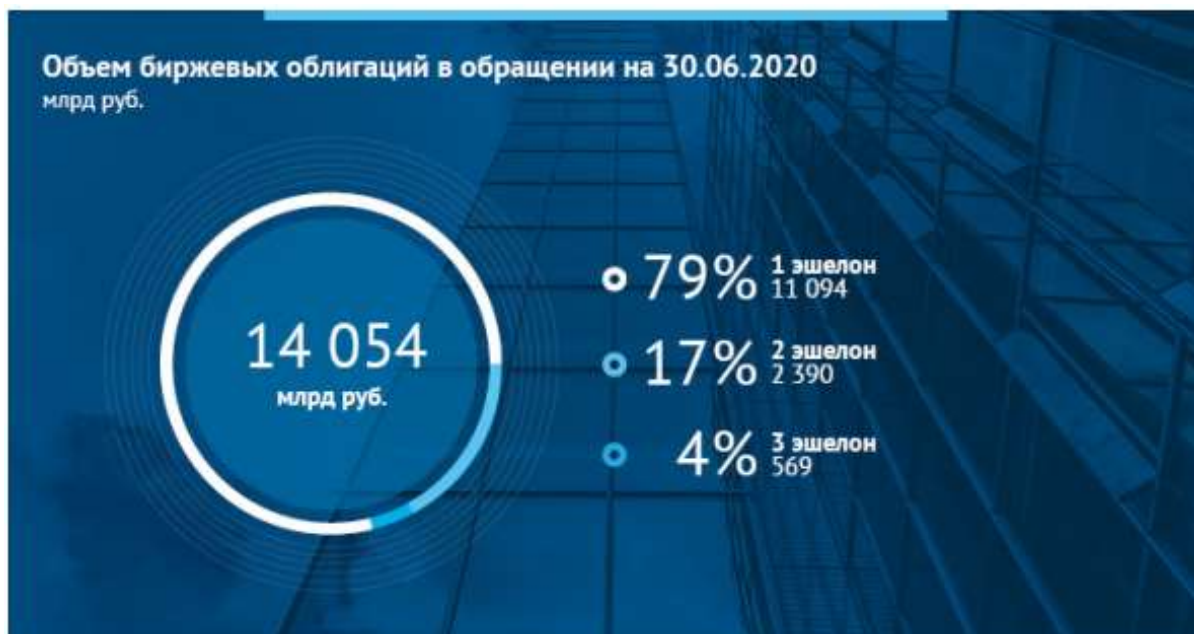 Объем биржевых облигаций в обращении на 30.06.2020
млрд руб.
14 054
млрд руб.
79% 1 эшелон
11 094
17% 2 эшелон
2 390
4% 3 эшелон
569